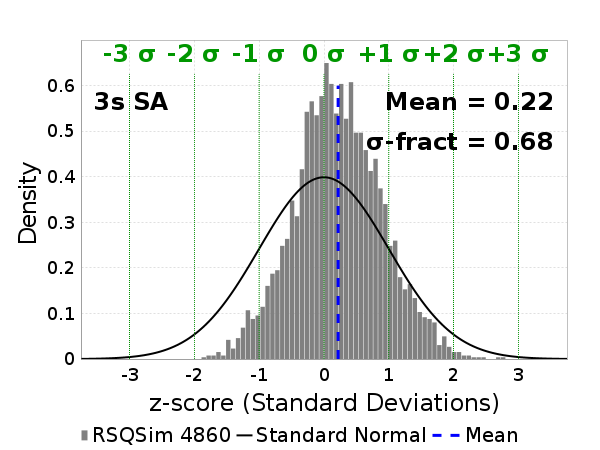 -3 σ -2 σ -1 σ 0 σ +1 σ +2 σ +3 σ
3s SA
Mean = 0.22
σ-fract = 0.68
Density
0.6
0.5
0.4
0.3
0.2
0.1
0
-3 -2 -1 0 1 2 3
z-score (Standard Deviations)
RSQSim 4860 Standard Normal Mean